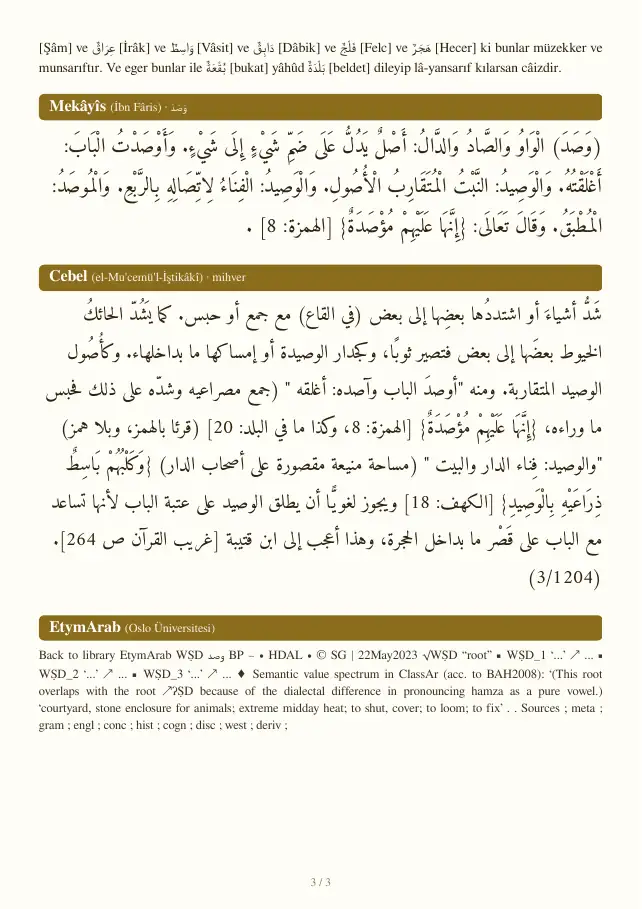 [Şâm] ve عِرَاقٌ [İrâk] ve وَاسِطٌ [Vâsit] ve دَابِقٌ [Dâbik] ve فَلْجٌ [Felc] ve هَجَرٌ [Hecer] ki bunlar müzekker ve
munsarıftır. Ve eger bunlar ile بُقْعَةٌ [bukat] yâhûd بَلْدَةٌ [beldet] dileyip lâ-yansarıf kılarsan câizdir.
Mekâyîs (İbn Fâris) · وَصَدَ
(وَصَدَ) الْوَاوُ وَالصَّادُ وَالدَّالُ: أَصْلٌ يَدُلُّ عَلَى ضَمِّ شَيْءٍ إِلَى شَيْءٍ. وَأَوْصَدْتُ الْبَابَ:
أَغْلَقْتُهُ. وَالْوَصِيدُ: النَّبْتُ الْمُتَقَارِبُ الْأُصُولِ. وَالْوَصِيدُ: الْفِنَاءُ لِاتِّصَالِهِ بِالرَّبْعِ. وَالْمُوصَدُ:
الْمُطْبَقُ. وَقَالَ تَعَالَى: {إِنَّهَا عَلَيْهِمْ مُؤْصَدَةٌ} [الهمزة: 8] .
Cebel (el-Mu'cemü'l-İştikâkî) · mihver
شَدُّ أشياءَ أو اشتدادُها بعضِها إلى بعض (في القاع) مع جمع أو حبس. كما يَشُدّ الحائكُ
الخيوط بعضَها إلى بعض فتصير ثوبًا، وكجدار الوصيدة أو إمساكها ما بداخلهاء. وكأُصُول
الوصيد المتقاربة. ومنه "أوصدَ الباب وآصده: أغلقه " (جمع مصراعيه وشدّه على ذلك فحبس
ما وراءه، {إِنَّهَا عَلَيْهِمْ مُؤْصَدَةٌ} [الهمزة: 8، وكذا ما في البلد: 20] (قرئا بالهمز، وبلا همز)
"والوصيد: فِناء الدار والبيت " (مساحة منيعة مقصورة على أصحاب الدار) {وَكَلْبُهُمْ بَاسِطٌ
ذِرَاعَيْهِ بِالْوَصِيدِ} [الكهف: 18] ويجوز لغويًّا أن يطلق الوصيد على عتبة الباب لأنها تساعد
مع الباب على قَصْر ما بداخل الحجرة، وهذا أعجب إلى ابن قتيبة [غريب القرآن ص 264].
(3/1204)
EtymArab (Oslo Üniversitesi)
Back to library EtymArab WṢD وصد BP – • HDAL • © SG | 22May2023 √WṢD “root” ▪ WṢD_1 ‘…’ ↗ ... ▪
WṢD_2 ‘…’ ↗ ... ▪ WṢD_3 ‘…’ ↗ ... ♦ Semantic value spectrum in ClassAr (acc. to BAH2008): ‘(This root
overlaps with the root ↗ʔṢD because of the dialectal difference in pronouncing hamza as a pure vowel.)
‘courtyard, stone enclosure for animals; extreme midday heat; to shut, cover; to loom; to fix’ . . Sources ; meta ;
gram ; engl ; conc ; hist ; cogn ; disc ; west ; deriv ;
3 / 3